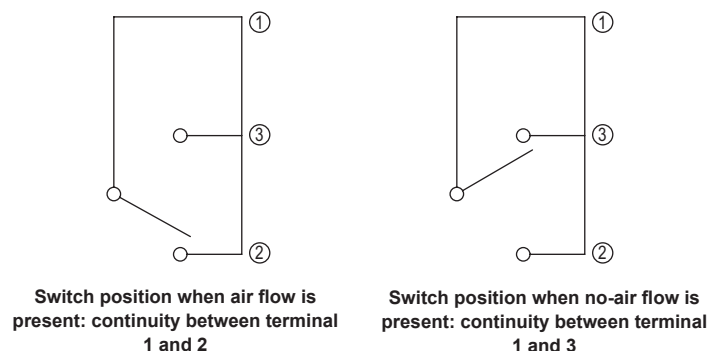 ①
③
②
Switch position when air flow is
present: continuity between terminal
1 and 2
①
③
②
Switch position when no-air flow is
present: continuity between terminal
1 and 3